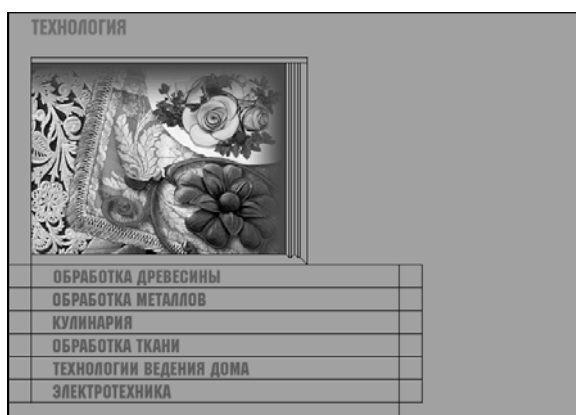 ТЕХНОЛОГИЯ
ОБРАБОТКА ДРЕВЕСИНЫ
ОБРАБОТКА МЕТАЛЛОВ
КУЛИНАРИЯ
ОБРАБОТКА ТКАНИ
ТЕХНОЛОГИИ ВЕДЕНИЯ ДОМА
ЭЛЕКТРОТЕХНИКА